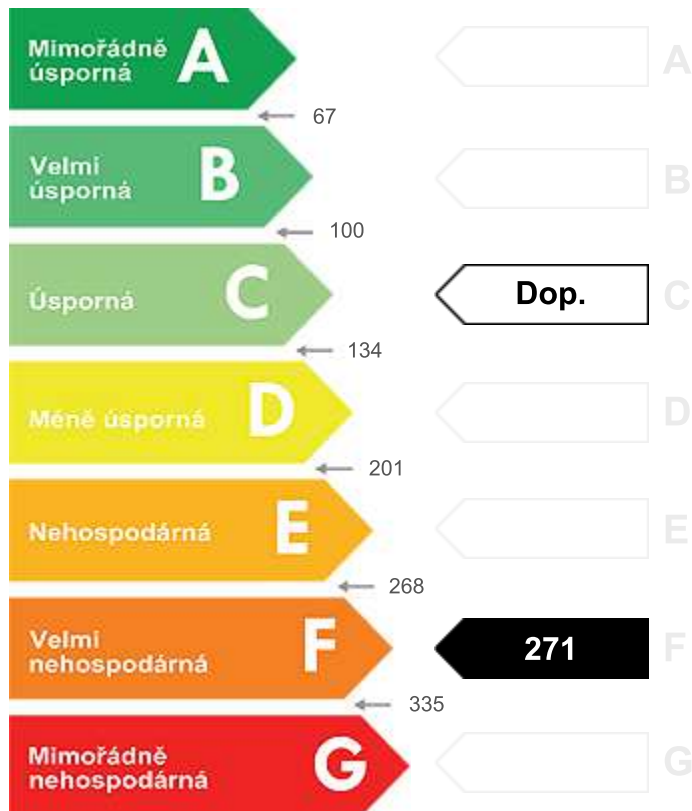 Mimořádně
úsporná
A
A
67
Velmi
úsporná
B
B
100
Úsporná
C
Dop.
C
134
Méně úsporná
D
D
201
Nehospodárná
E
E
268
Velmi
nehospodárná
F
271
F
335
Mimořádně
nehospodárná
G
G